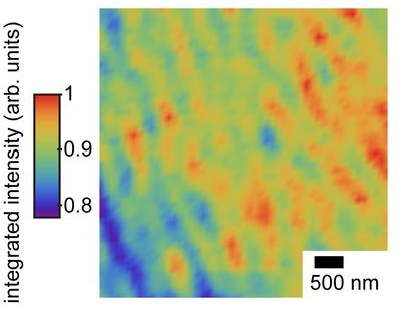 integrated intensity (arb. units)
1
0.9
0.8
500 nm